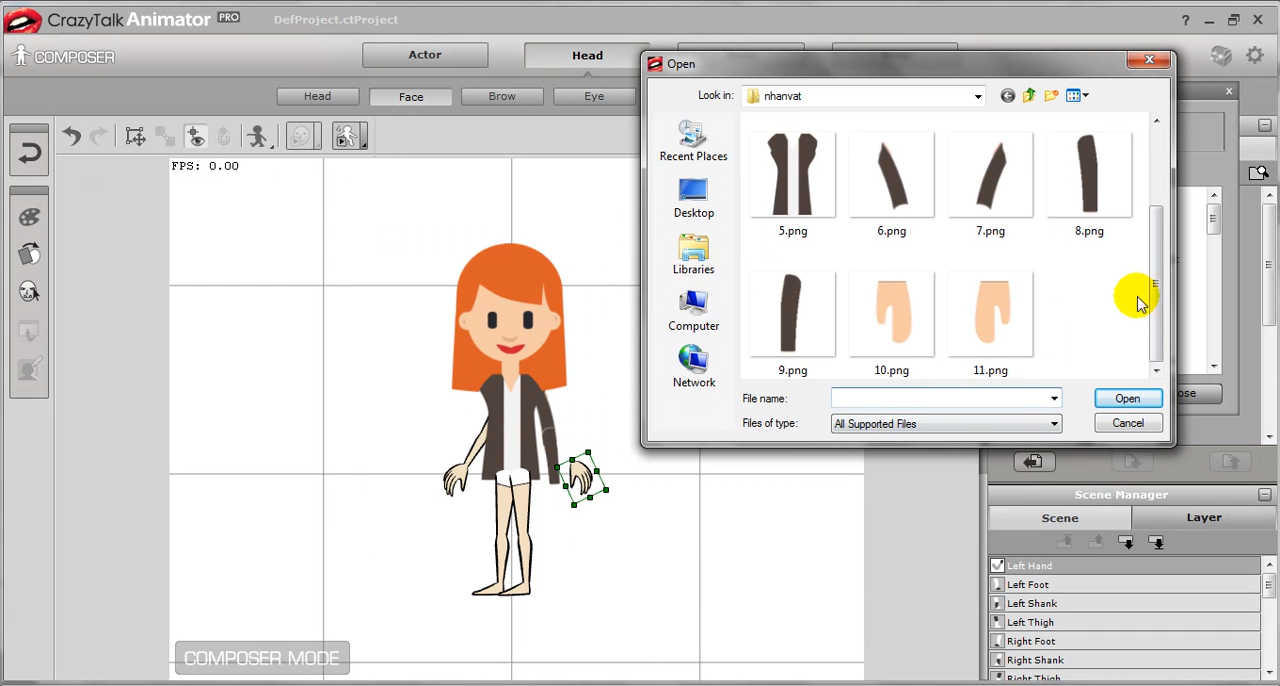 CrazyTalk Animator PRO
DefProject.ctProject
COMPOSER
Actor
Head
Head
Face
Brow
Eye
FPS: 0.00
COMPOSER MODE
Open
Look in:
nhanvat
Recent Places
Desktop
Libraries
Computer
Network
5.png
6.png
7.png
8.png
9.png
10.png
11.png
File name:
Open
Files of type:
All Supported Files
Cancel
Scene Manager
Scene
Layer
Left Hand
Left Foot
Left Shank
Left Thigh
Right Foot
Right Shank
Right Thigh